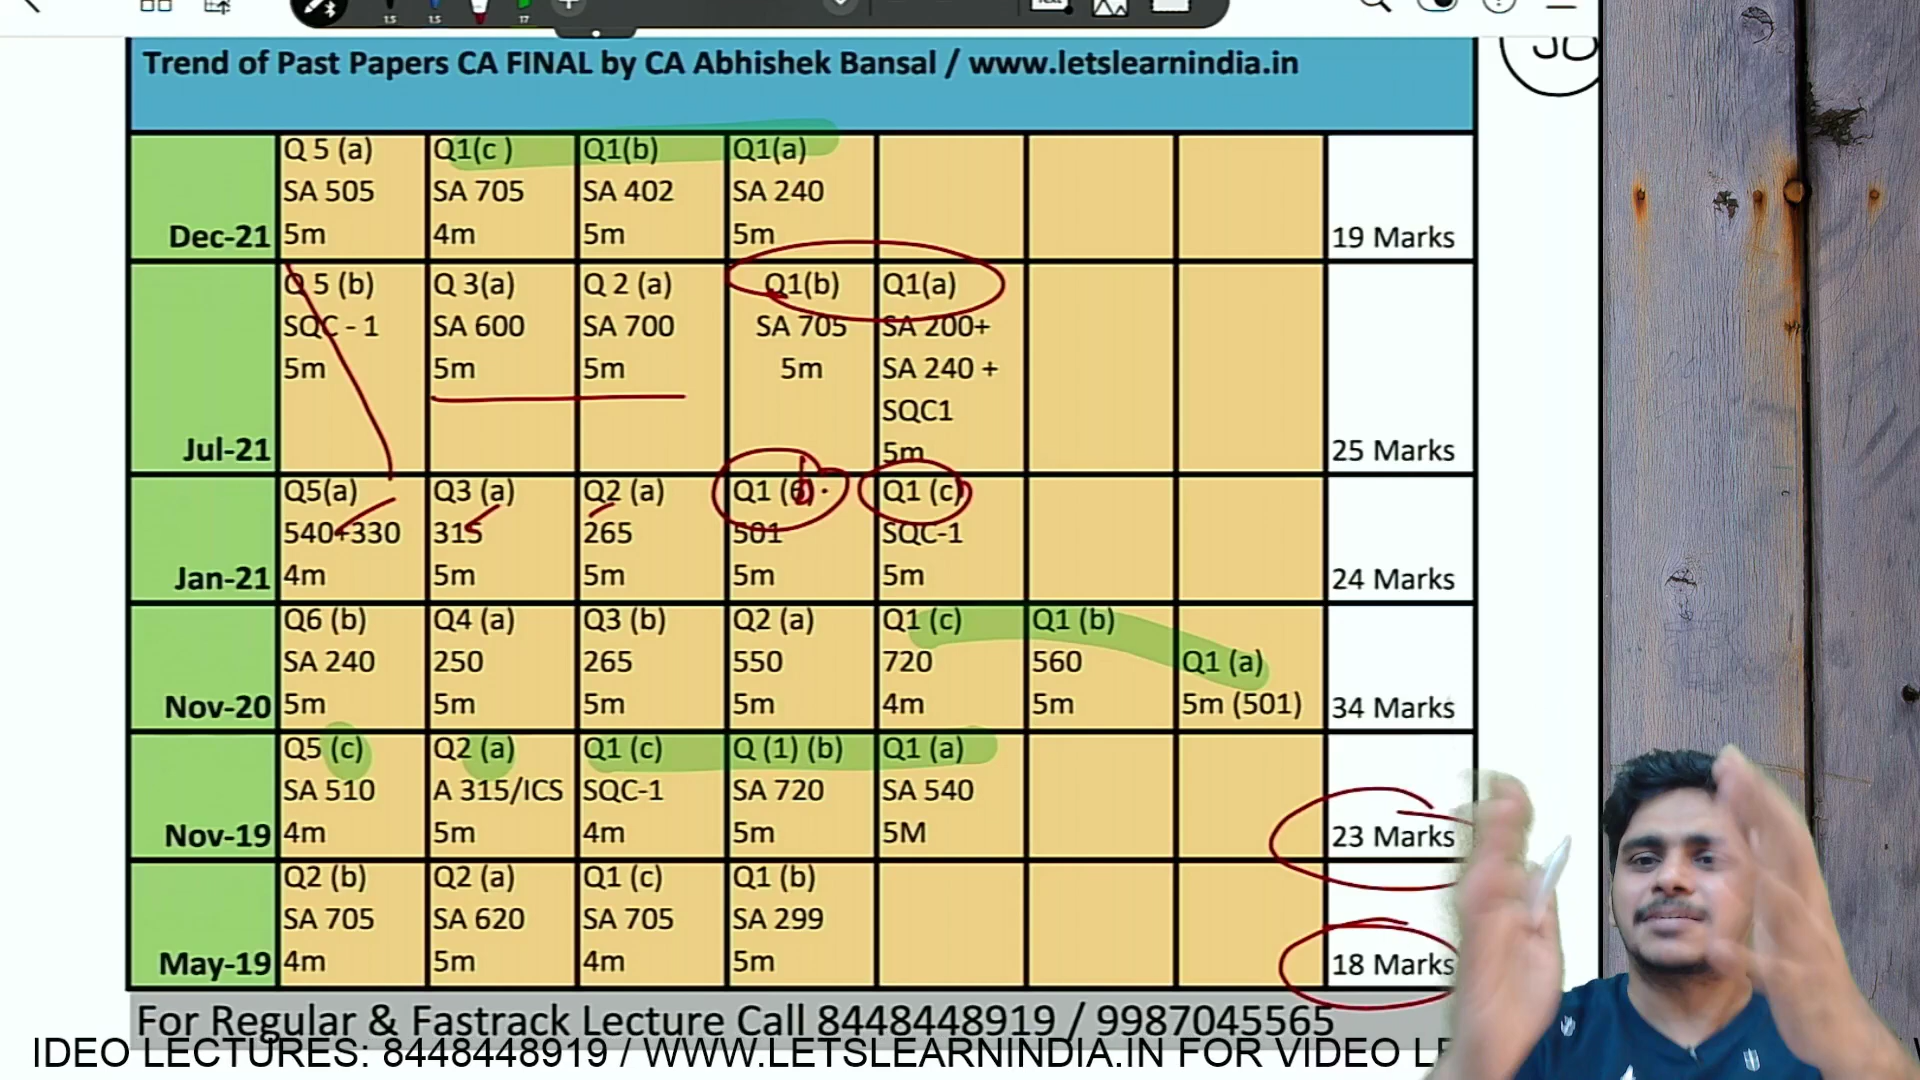 Trend of Past Papers CA FINAL by CA Abhishek Bansal / www.letslearnindia.in
Dec-21
Q 5 (a)
SA 505
5m
Q1(c )
SA 705
4m
Q1(b)
SA 402
5m
Q1(a)
SA 240
5m
19 Marks
Jul-21
Q 5 (b)
SQC - 1
5m
Q 3(a)
SA 600
5m
Q 2 (a)
SA 700
5m
Q1(b)
SA 705
5m
Q1(a)
SA 200+
SA 240 +
SQC1
5m
25 Marks
Jan-21
Q5(a)
540+330
4m
Q3 (a)
315
5m
Q2 (a)
265
5m
Q1 (b
501
5m
Q1 (c)
SQC-1
5m
24 Marks
Nov-20
Q6 (b)
SA 240
5m
Q4 (a)
250
5m
Q3 (b)
265
5m
Q2 (a)
550
5m
Q1 (c)
720
4m
Q1 (b)
560
5m
Q1 (a)
5m (501)
34 Marks
Nov-19
Q5 (c)
SA 510
4m
Q2 (a)
A 315/ICS
5m
Q1 (c)
SQC-1
4m
Q (1) (b)
SA 720
5m
Q1 (a)
SA 540
5M
23 Marks
May-19
Q2 (b)
SA 705
4m
Q2 (a)
SA 620
5m
Q1 (c)
SA 705
4m
Q1 (b)
SA 299
5m
18 Marks
For Regular & Fastrack Lecture Call 8448448919 / 9987045565
IDEO LECTURES: 8448448919 / WWW.LETSLEARNINDIA.IN FOR VIDEO LE